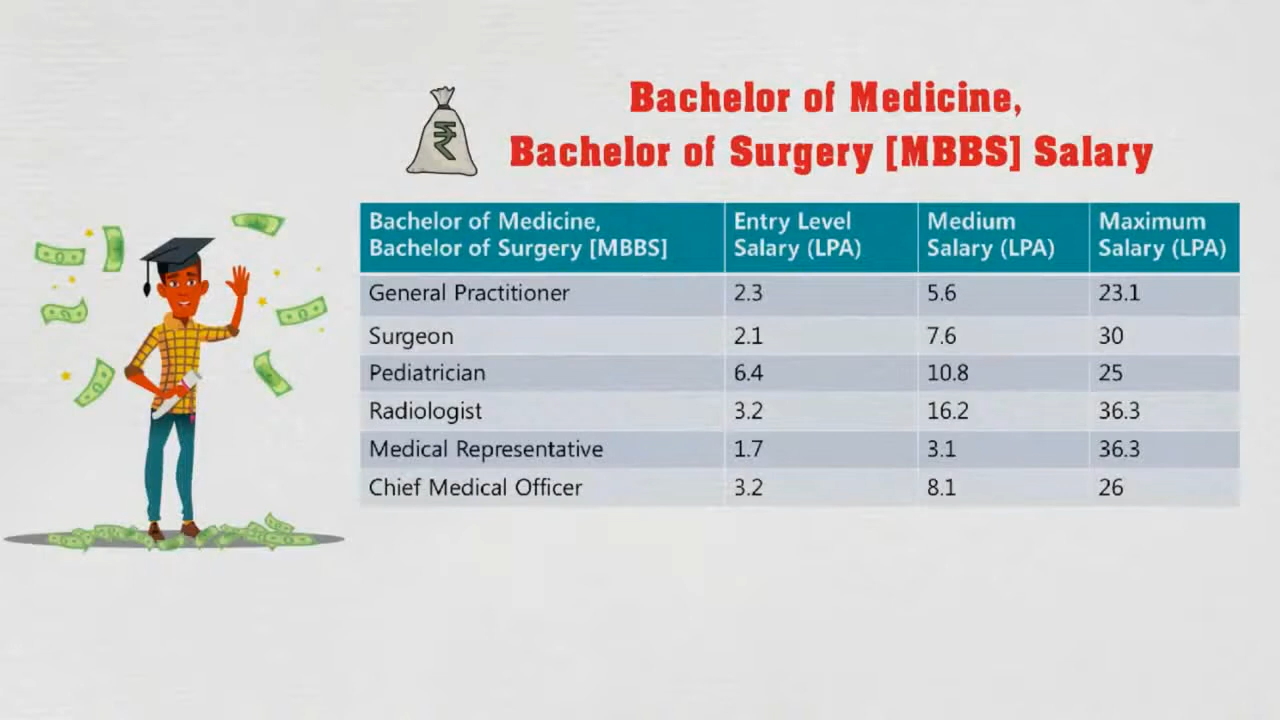 Bachelor of Medicine,
Bachelor of Surgery [MBBS] Salary
₹
Bachelor of Medicine, Bachelor of Surgery [MBBS] Entry Level Salary (LPA) Medium Salary (LPA) Maximum Salary (LPA)
General Practitioner 2.3 5.6 23.1
Surgeon 2.1 7.6 30
Pediatrician 6.4 10.8 25
Radiologist 3.2 16.2 36.3
Medical Representative 1.7 3.1 36.3
Chief Medical Officer 3.2 8.1 26